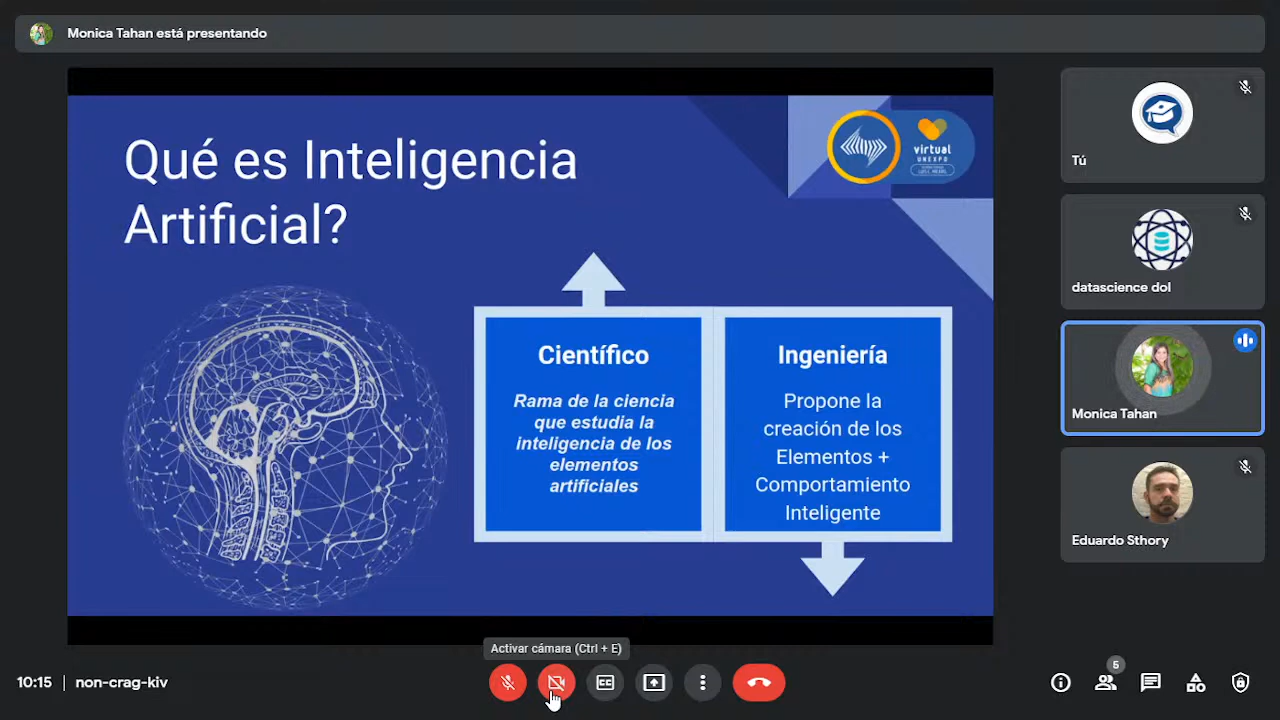 Monica Tahan está presentando
Qué es Inteligencia
Artificial?
virtual
UNEXPO
Científico
Rama de la ciencia
que estudia la
inteligencia de los
elementos
artificiales
Ingeniería
Propone la
creación de los
Elementos +
Comportamiento
Inteligente
Tú
datascience dol
Monica Tahan
Eduardo Sthory
Activar cámara (Ctrl + E)
10:15 | non-crag-kiv
CC
5